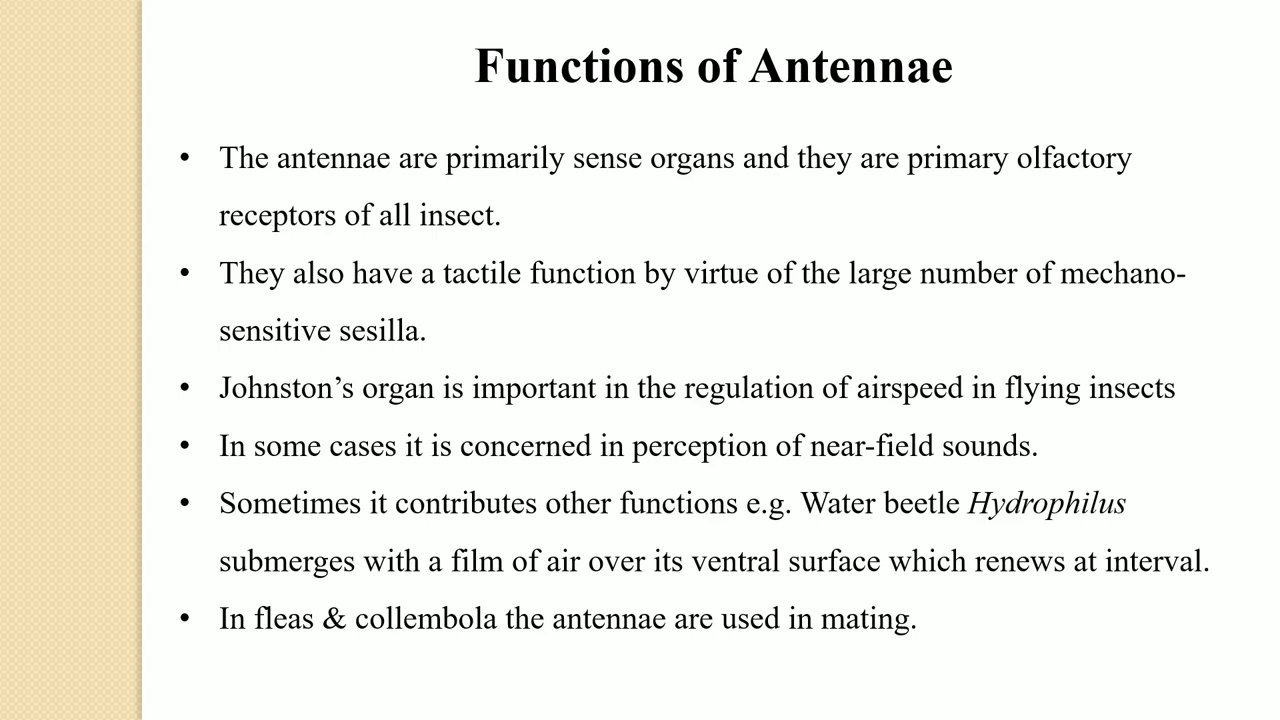 Functions of Antennae
• The antennae are primarily sense organs and they are primary olfactory
receptors of all insect.
• They also have a tactile function by virtue of the large number of mechano-
sensitive sesilla.
• Johnston’s organ is important in the regulation of airspeed in flying insects
• In some cases it is concerned in perception of near-field sounds.
• Sometimes it contributes other functions e.g. Water beetle Hydrophilus
submerges with a film of air over its ventral surface which renews at interval.
• In fleas & collembola the antennae are used in mating.